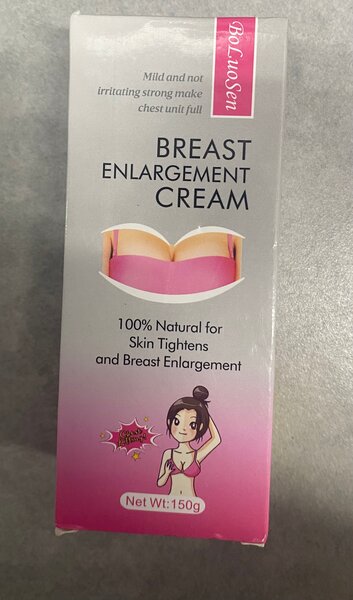 BoLuoSen
Mild and not
irritating strong make
chest unit full
BREAST
ENLARGEMENT
CREAM
100% Natural for
Skin Tightens
and Breast Enlargement
Net Wt:150g